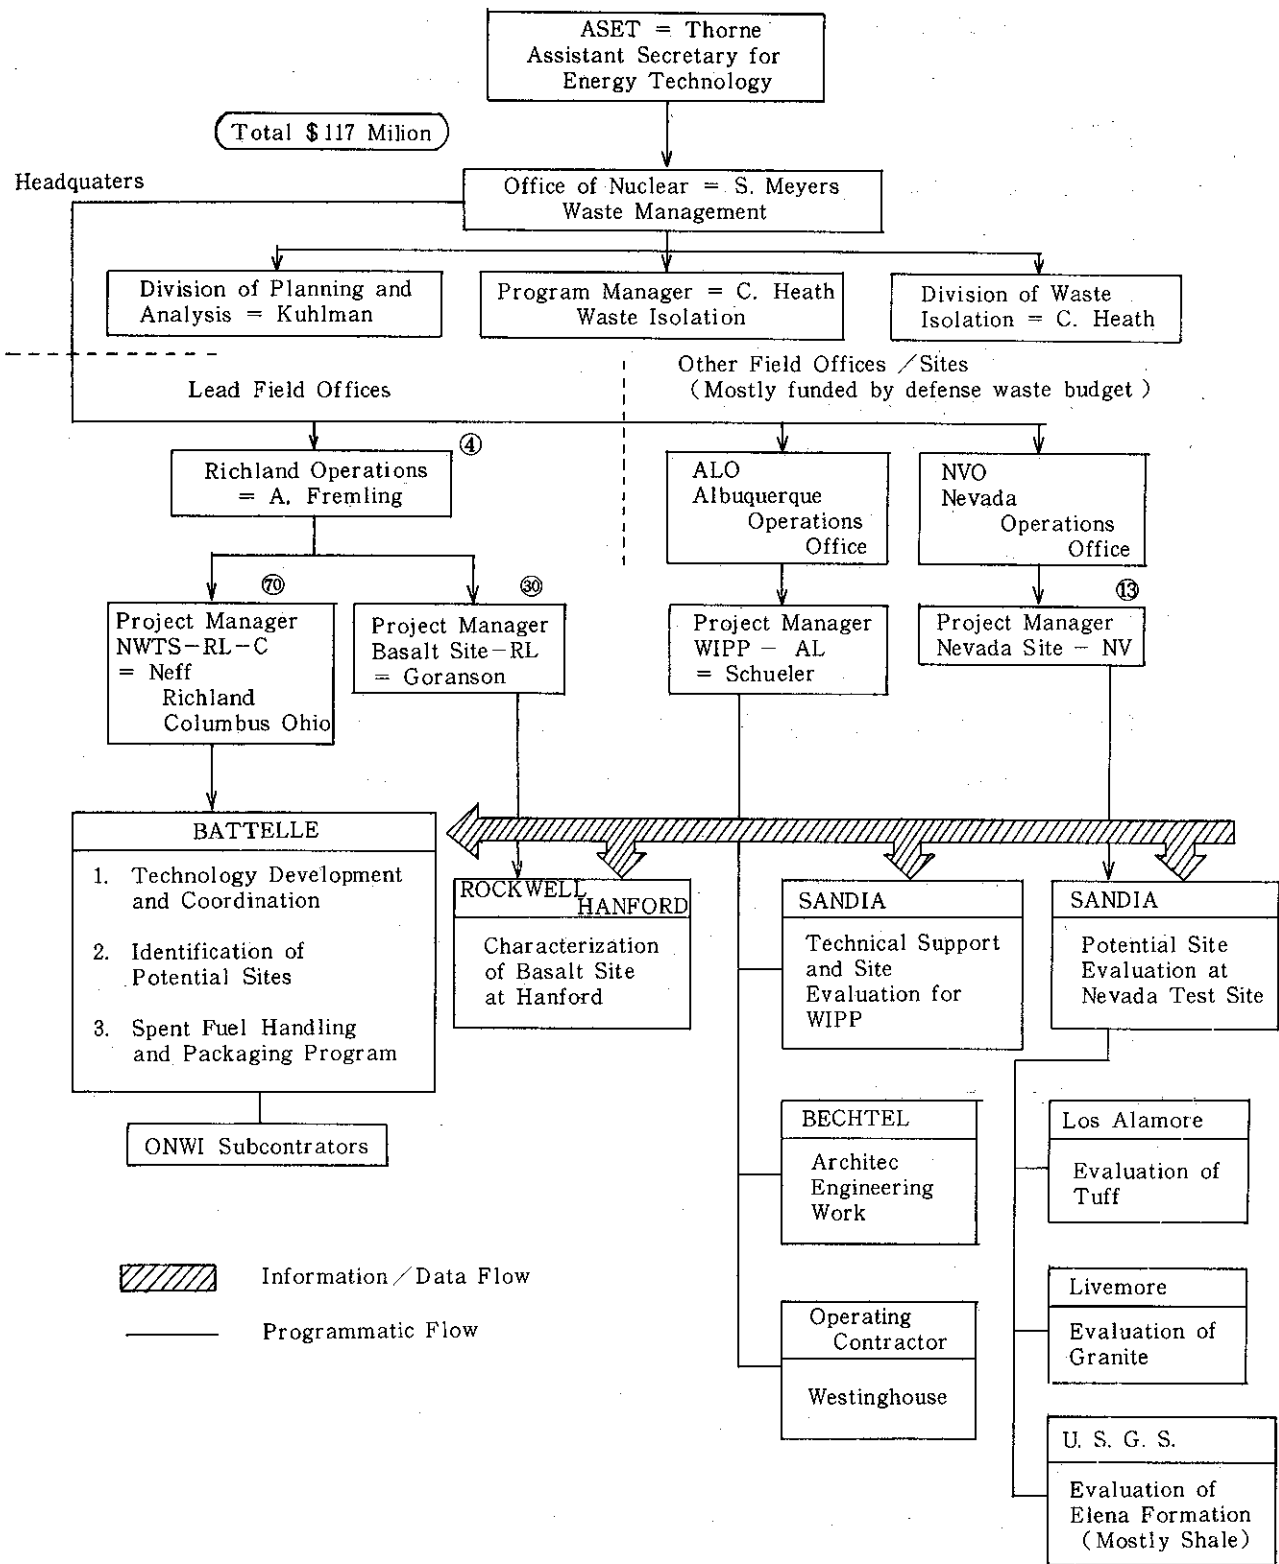 ASET = Thorne
Assistant Secretary for
Energy Technology
Total $117 Milion
Headquaters
Office of Nuclear = S. Meyers
Waste Management
Division of Planning and
Analysis = Kuhlman
Program Manager = C. Heath
Waste Isolation
Division of Waste
Isolation = C. Heath
Lead Field Offices
Other Field Offices /Sites
(Mostly funded by defense waste budget)
④
Richland Operations
= A. Fremling
ALO
Albuquerque
Operations
Office
NVO
Nevada
Operations
Office
⑦⓪
Project Manager
NWTS-RL-C
= Neff
Richland
Columbus Ohio
㉚
Project Manager
Basalt Site-RL
= Goranson
Project Manager
WIPP - AL
= Schueler
⑬
Project Manager
Nevada Site - NV
BATTELLE
1. Technology Development
and Coordination
2. Identification of
Potential Sites
3. Spent Fuel Handling
and Packaging Program
ONWI Subcontrators
ROCKWELL
HANFORD
Characterization
of Basalt Site
at Hanford
SANDIA
Technical Support
and Site
Evaluation for
WIPP
SANDIA
Potential Site
Evaluation at
Nevada Test Site
BECHTEL
Architec
Engineering
Work
Los Alamore
Evaluation of
Tuff
Operating
Contractor
Westinghouse
Livemore
Evaluation of
Granite
U. S. G. S.
Evaluation of
Elena Formation
(Mostly Shale)
Information/Data Flow
Programmatic Flow